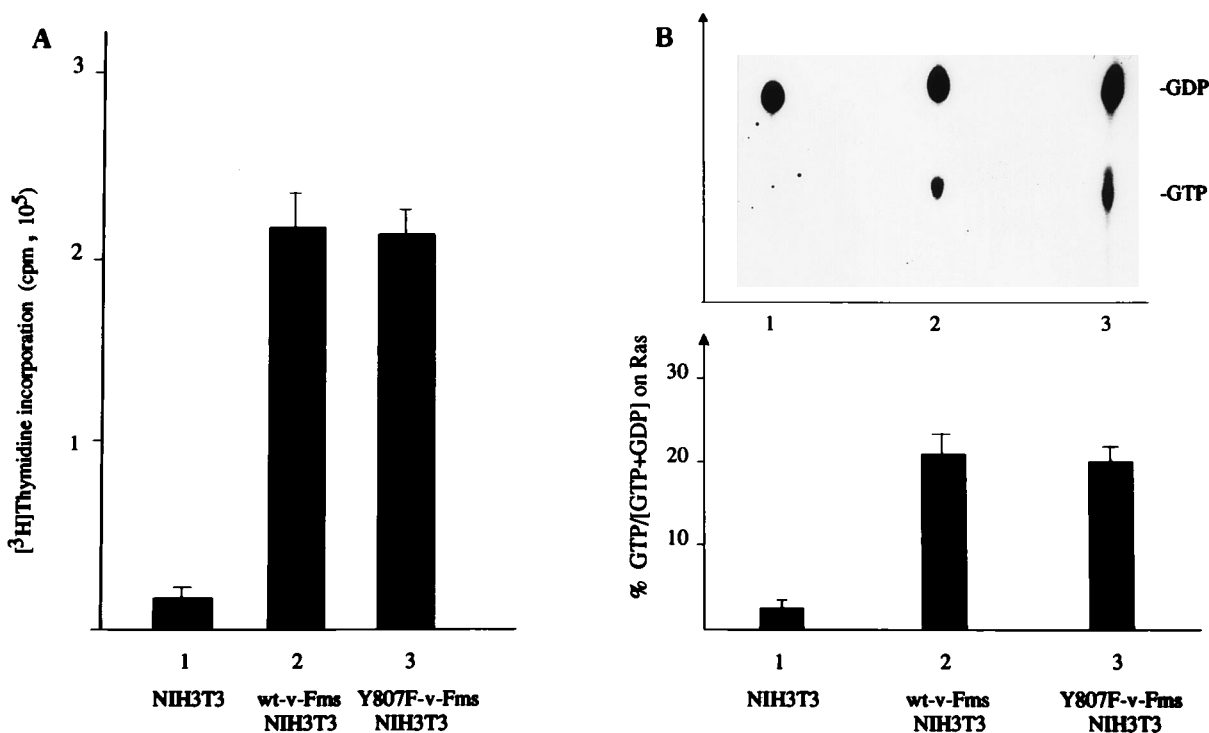 A
3
2
1
[³H]Thymidine incorporation (cpm , 10⁵)
1
2
3
NIH3T3
wt-v-Fms
NIH3T3
Y807F-v-Fms
NIH3T3
B
-GDP
-GTP
1
2
3
30
20
10
% GTP/[GTP+GDP] on Ras
1
2
3
NIH3T3
wt-v-Fms
NIH3T3
Y807F-v-Fms
NIH3T3